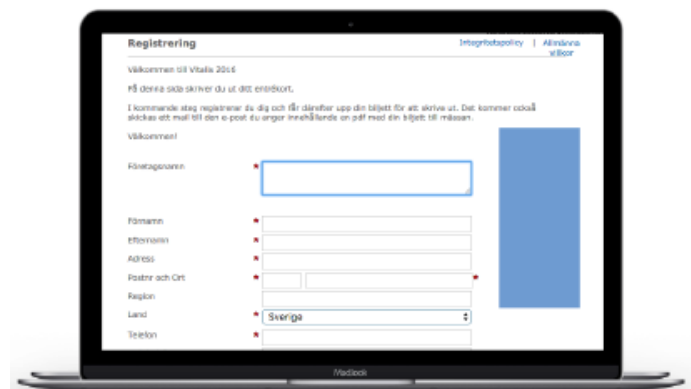 Registrering
Integritetspolicy | Allmänna
villkor
Välkommen till Vitalis 2016
På denna sida skriver du ut ditt entrékort.
I kommande steg registrerar du dig och får därefter upp din biljett för att skriva ut. Det kommer också
skickas ett mail till den e-post du anger innehållande en pdf med din biljett till mässan.
Välkommen!
Företagsnamn *
Förnamn *
Efternamn *
Adress *
Postnr och Ort * *
Region
Land * Sverige
Telefon *
MacBook